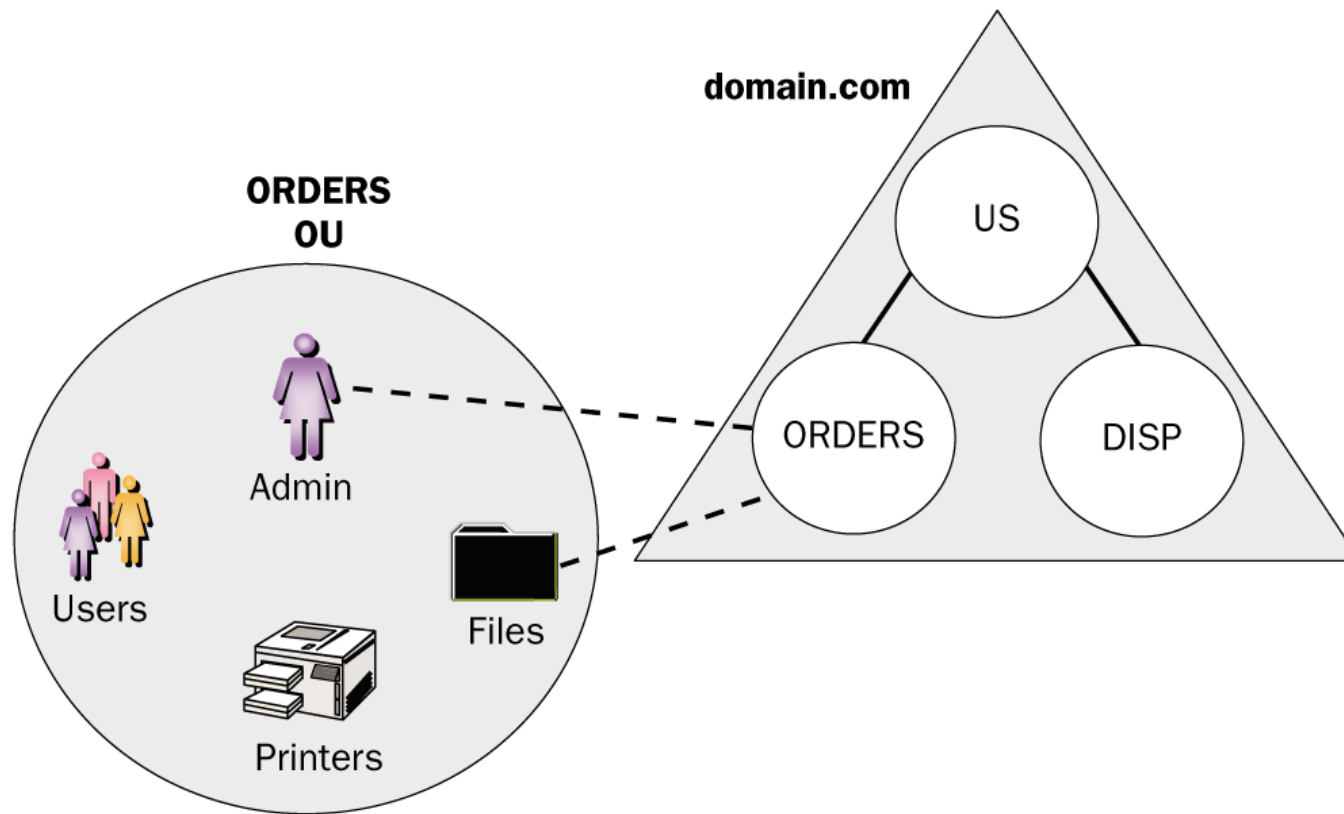 domain.com
ORDERS
OU
US
ORDERS
DISP
Admin
Users
Files
Printers